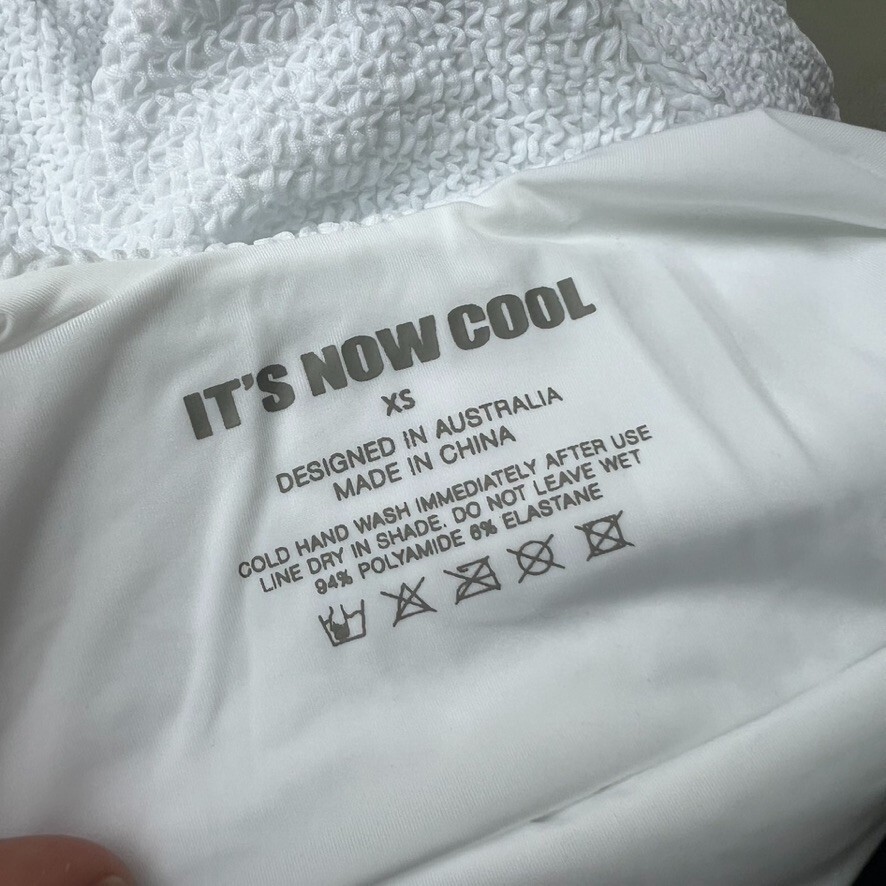 IT'S NOW COOL
XS
DESIGNED IN AUSTRALIA
MADE IN CHINA
COLD HAND WASH IMMEDIATELY AFTER USE
LINE DRY IN SHADE. DO NOT LEAVE WET
94% POLYAMIDE 6% ELASTANE